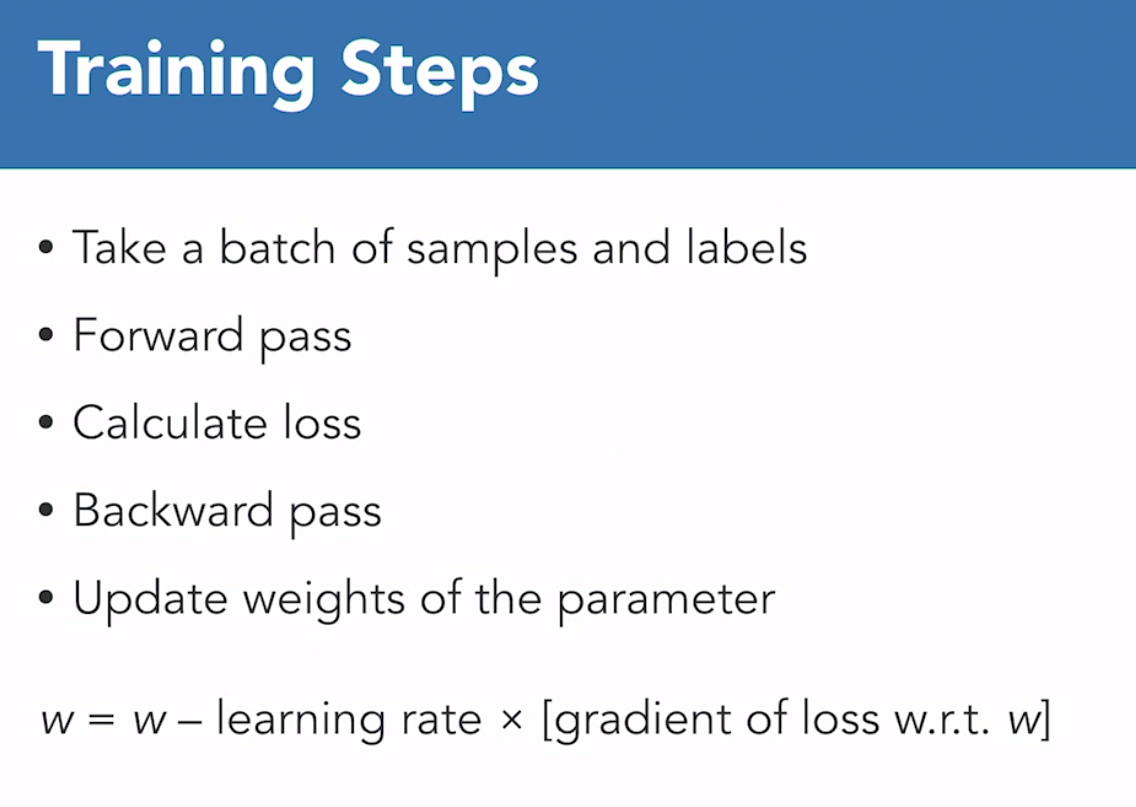 Training Steps
• Take a batch of samples and labels
• Forward pass
• Calculate loss
• Backward pass
• Update weights of the parameter
w = w – learning rate × [gradient of loss w.r.t. w]